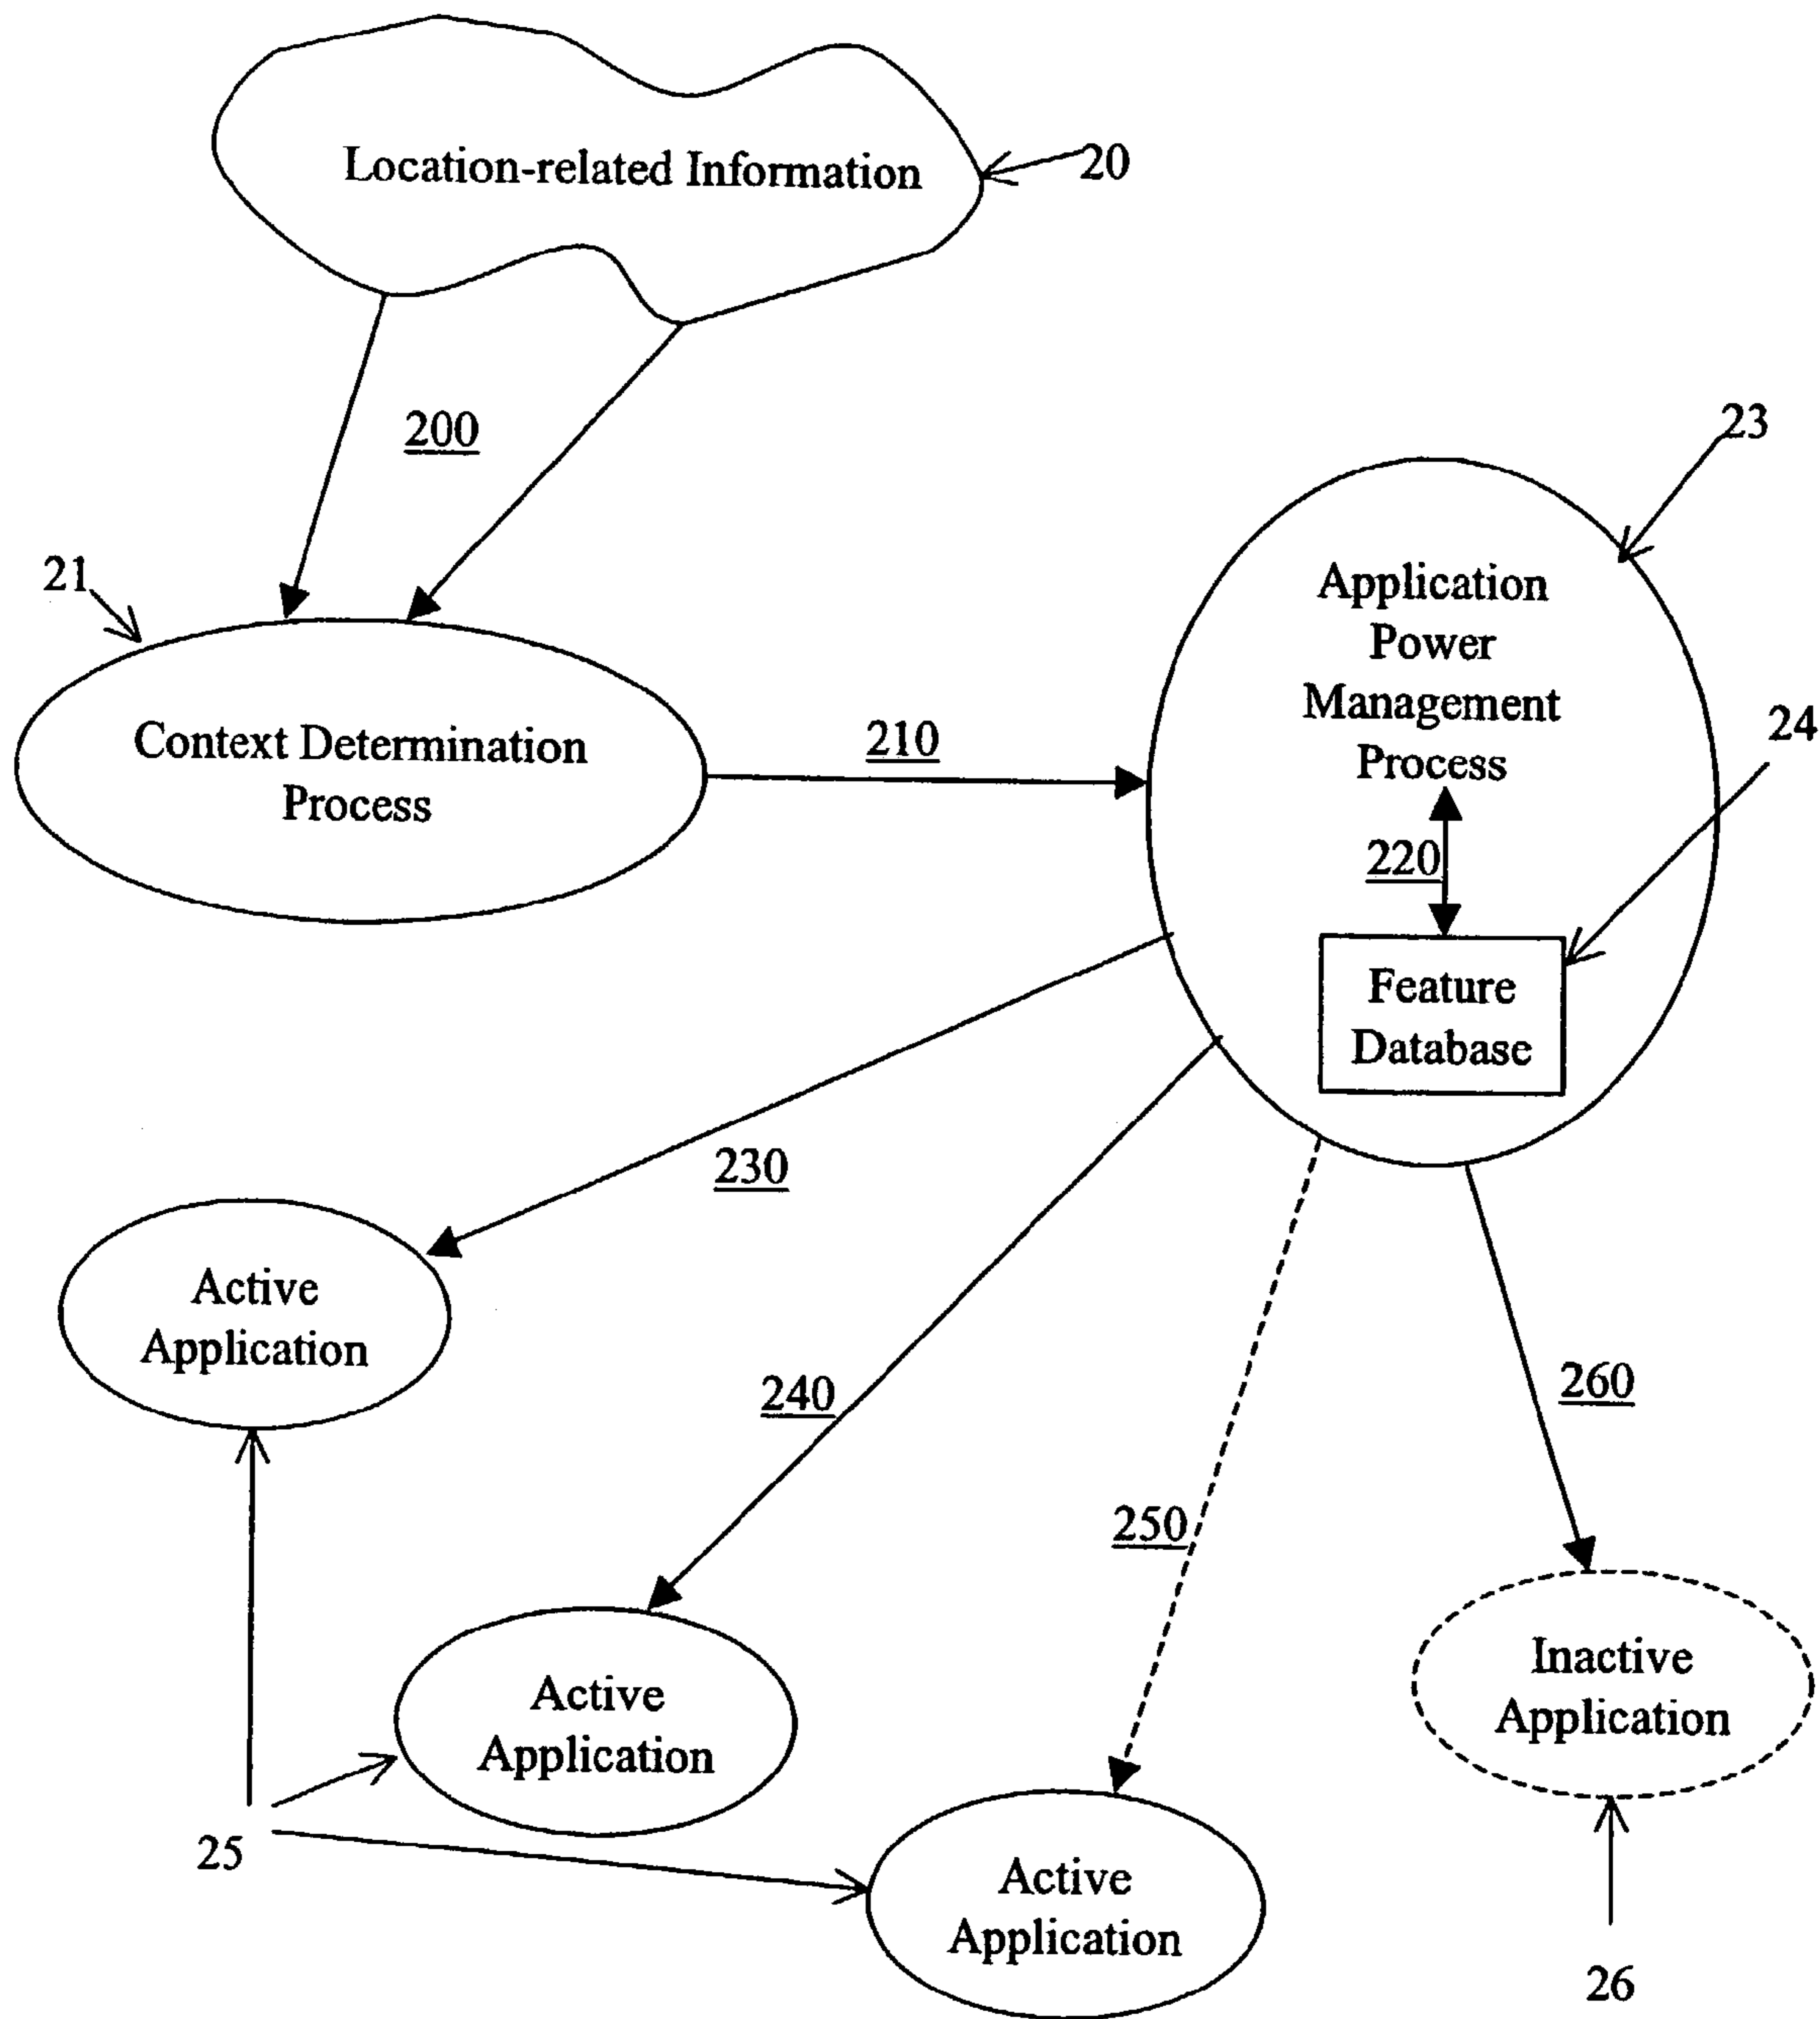 Location-related Information
20
200
23
21
Application
Power
Management
Process
24
Context Determination
Process
210
220
Feature
Database
230
Active
Application
240
260
250
Inactive
Application
Active
Application
25
Active
Application
26